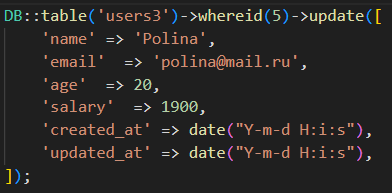 DB::table('users3')->whereid(5)->update([
'name' => 'Polina',
'email'  => 'polina@mail.ru',
'age'  => 20,
'salary'  => 1900,
'created_at' => date("Y-m-d H:i:s"),
'updated_at' => date("Y-m-d H:i:s"),
]);